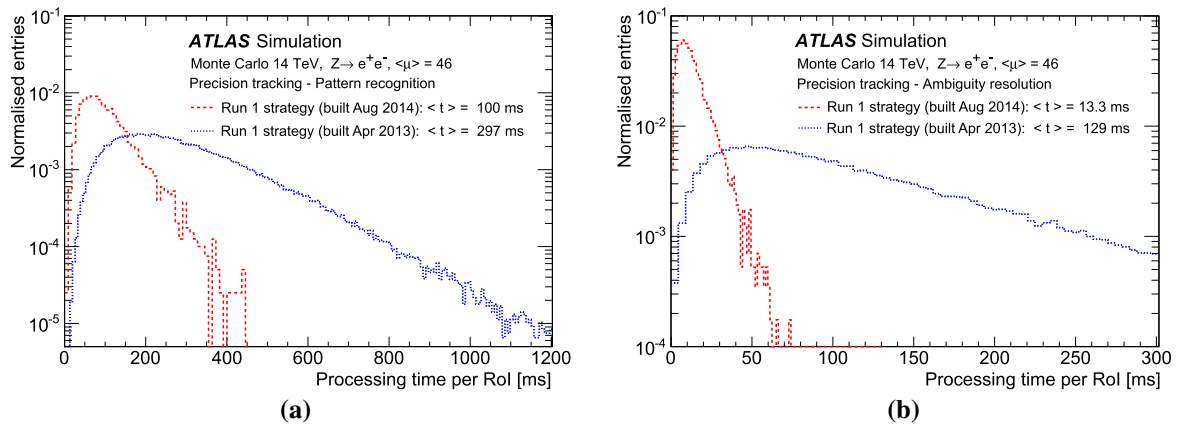 Normalised entries
10⁻¹
10⁻²
10⁻³
10⁻⁴
10⁻⁵
ATLAS Simulation
Monte Carlo 14 TeV, Z→ e⁺e⁻, <μ> = 46
Precision tracking - Pattern recognition
Run 1 strategy (built Aug 2014): < t > = 100 ms
Run 1 strategy (built Apr 2013): < t > = 297 ms
0 200 400 600 800 1000 1200
Processing time per RoI [ms]
(a)
Normalised entries
10⁻¹
10⁻²
10⁻³
10⁻⁴
ATLAS Simulation
Monte Carlo 14 TeV, Z→ e⁺e⁻, <μ> = 46
Precision tracking - Ambiguity resolution
Run 1 strategy (built Aug 2014): < t > = 13.3 ms
Run 1 strategy (built Apr 2013): < t > = 129 ms
0 50 100 150 200 250 300
Processing time per RoI [ms]
(b)